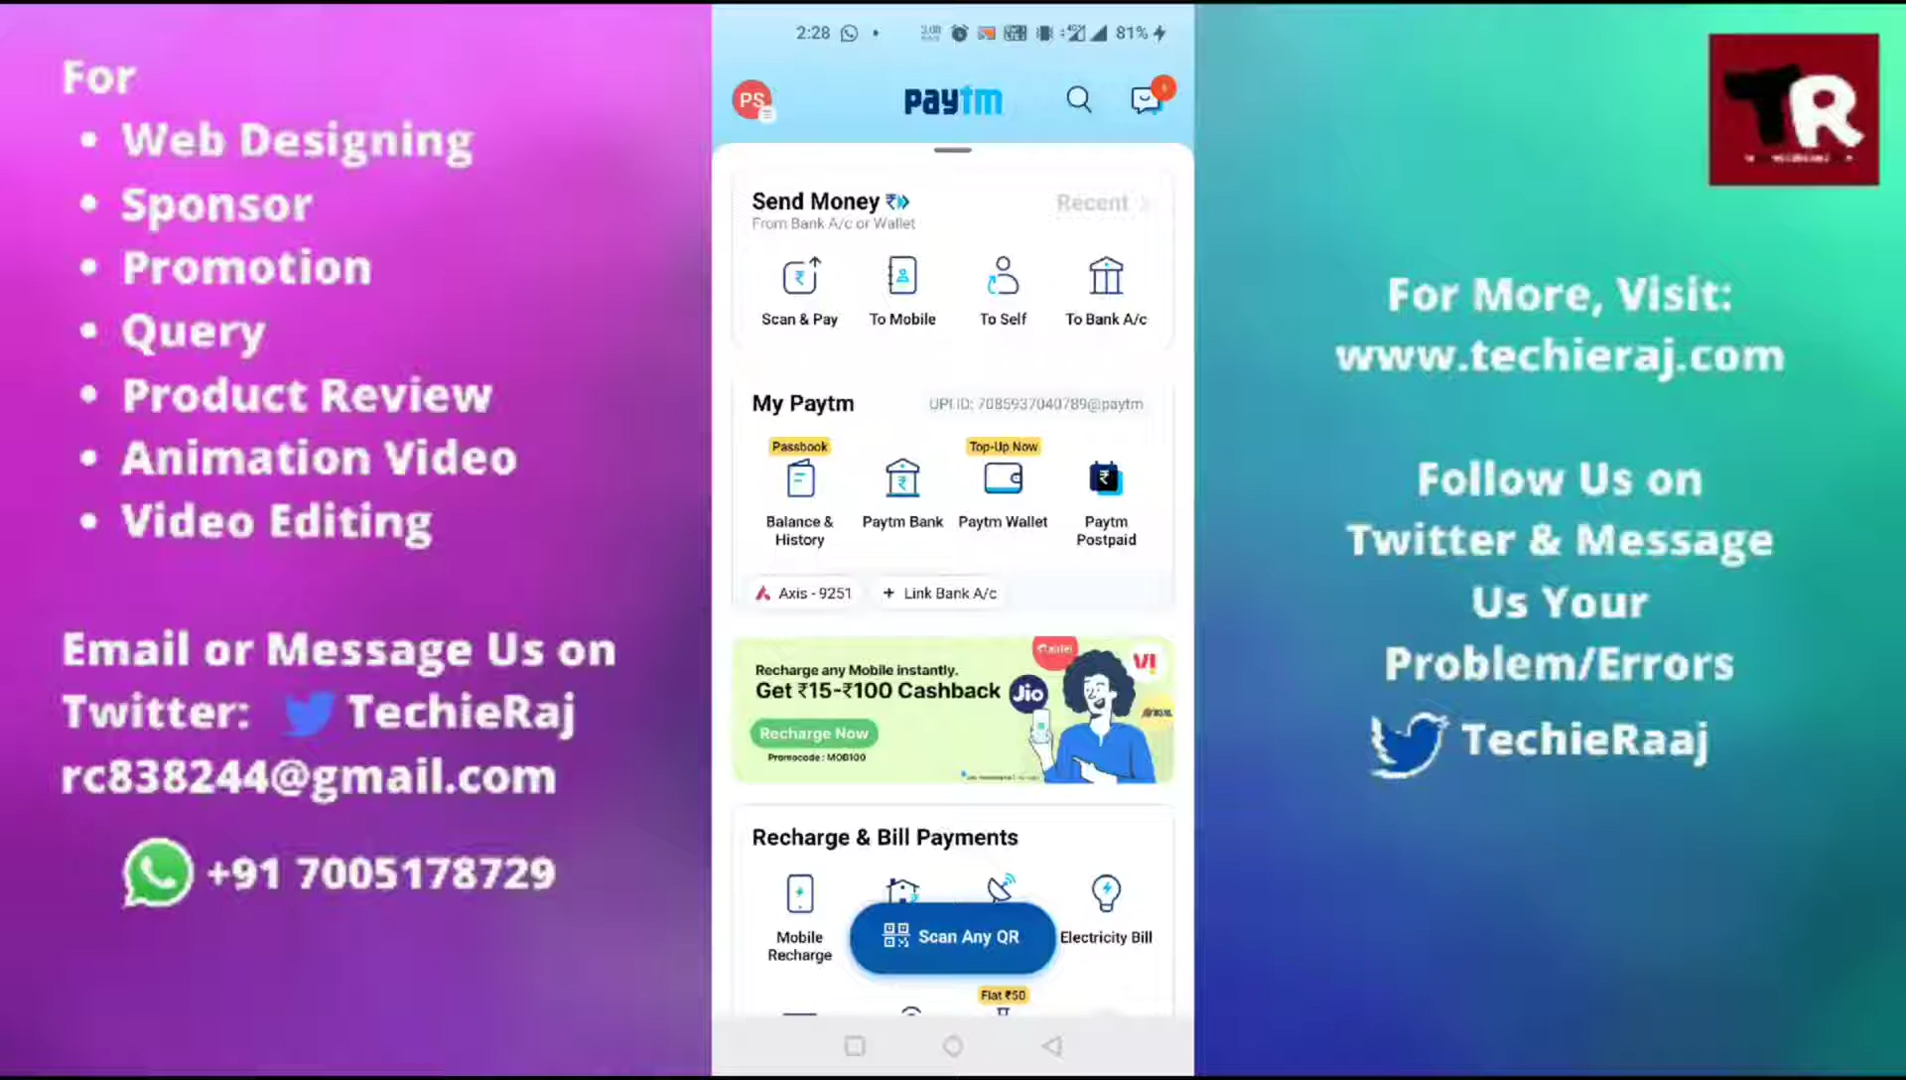 For
• Web Designing
• Sponsor
• Promotion
• Query
• Product Review
• Animation Video
• Video Editing
Email or Message Us on
Twitter: TechieRaj
rc838244@gmail.com
+91 7005178729
2:28
81%
PS
paytm
Send Money
Recent
From Bank A/c or Wallet
Scan & Pay
To Mobile
To Self
To Bank A/c
My Paytm
UPI ID: 7085937040789@paytm
Passbook
Top-Up Now
Balance &
History
Paytm Bank
Paytm Wallet
Paytm
Postpaid
Axis - 9251
+ Link Bank A/c
Recharge any Mobile instantly.
Get ₹15-₹100 Cashback
Recharge Now
Promocode : MOB100
airtel
Jio
VI
Recharge & Bill Payments
Mobile
Recharge
Scan Any QR
Electricity Bill
Flat ₹50
TR
For More, Visit:
www.techieraj.com
Follow Us on
Twitter & Message
Us Your
Problem/Errors
TechieRaaj